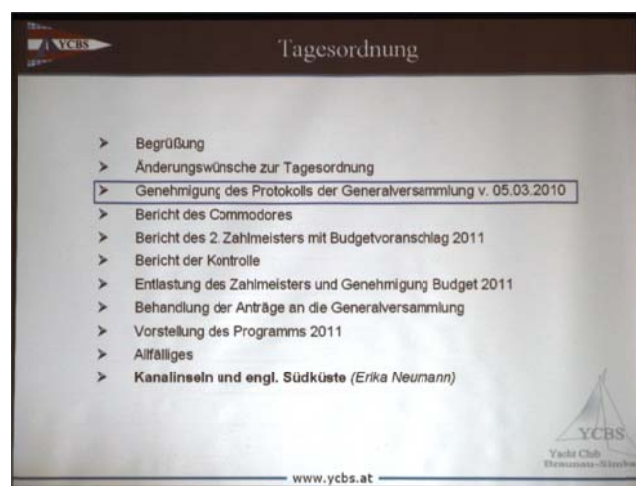 YCBS
Tagesordnung
➤ Begrüßung
➤ Änderungswünsche zur Tagesordnung
➤ Genehmigung des Protokolls der Generalversammlung v. 05.03.2010
➤ Bericht des Commodores
➤ Bericht des 2. Zahlmeisters mit Budgetvoranschlag 2011
➤ Bericht der Kontrolle
➤ Entlastung des Zahlmeisters und Genehmigung Budget 2011
➤ Behandlung der Anträge an die Generalversammlung
➤ Vorstellung des Programms 2011
➤ Allfälliges
➤ Kanalinseln und engl. Südküste (Erika Neumann)
YCBS
Yacht Club
www.ycbs.at